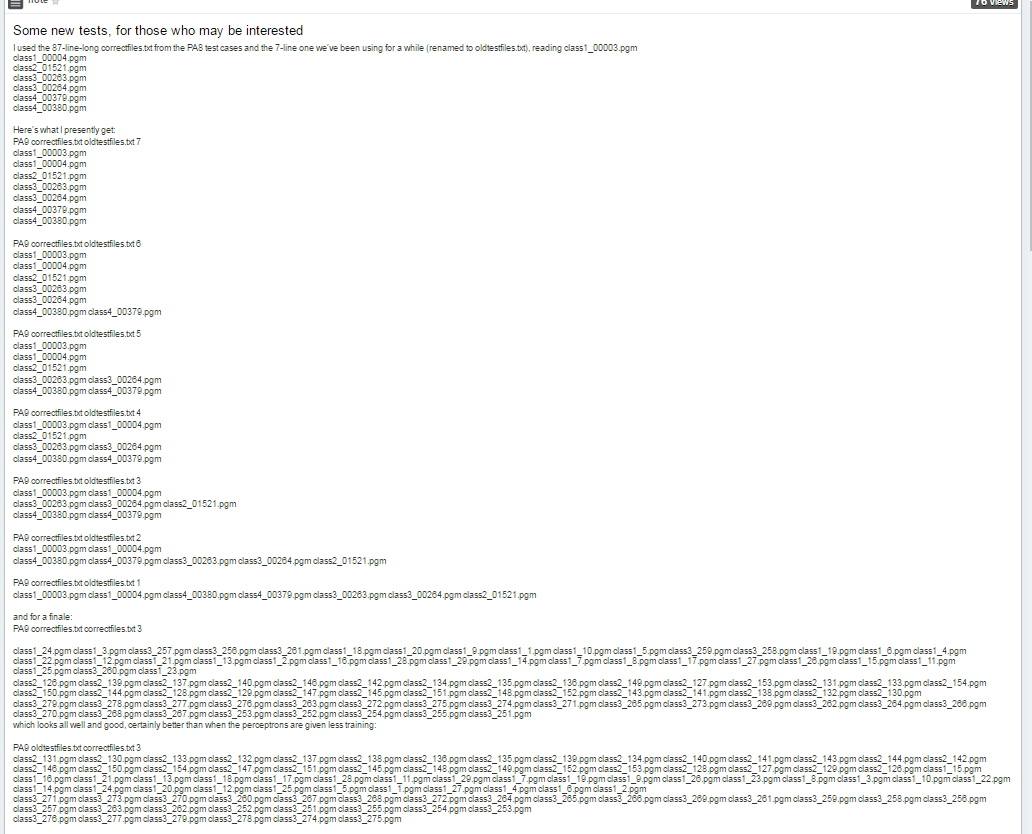 note ☆
76 views
Some new tests, for those who may be interested
I used the 87-line-long correctfiles.txt from the PA8 test cases and the 7-line one we've been using for a while (renamed to oldtestfiles.txt), reading class1_00003.pgm
class1_00004.pgm
class2_01521.pgm
class3_00263.pgm
class3_00264.pgm
class4_00379.pgm
class4_00380.pgm
Here's what I presently get:
PA9 correctfiles.txt oldtestfiles.txt 7
class1_00003.pgm
class1_00004.pgm
class2_01521.pgm
class3_00263.pgm
class3_00264.pgm
class4_00379.pgm
class4_00380.pgm
PA9 correctfiles.txt oldtestfiles.txt 6
class1_00003.pgm
class1_00004.pgm
class2_01521.pgm
class3_00263.pgm
class3_00264.pgm
class4_00380.pgm class4_00379.pgm
PA9 correctfiles.txt oldtestfiles.txt 5
class1_00003.pgm
class1_00004.pgm
class2_01521.pgm
class3_00263.pgm class3_00264.pgm
class4_00380.pgm class4_00379.pgm
PA9 correctfiles.txt oldtestfiles.txt 4
class1_00003.pgm class1_00004.pgm
class2_01521.pgm
class3_00263.pgm class3_00264.pgm
class4_00380.pgm class4_00379.pgm
PA9 correctfiles.txt oldtestfiles.txt 3
class1_00003.pgm class1_00004.pgm
class3_00263.pgm class3_00264.pgm class2_01521.pgm
class4_00380.pgm class4_00379.pgm
PA9 correctfiles.txt oldtestfiles.txt 2
class1_00003.pgm class1_00004.pgm
class4_00380.pgm class4_00379.pgm class3_00263.pgm class3_00264.pgm class2_01521.pgm
PA9 correctfiles.txt oldtestfiles.txt 1
class1_00003.pgm class1_00004.pgm class4_00380.pgm class4_00379.pgm class3_00263.pgm class3_00264.pgm class2_01521.pgm
and for a finale:
PA9 correctfiles.txt correctfiles.txt 3
class1_24.pgm class1_3.pgm class3_257.pgm class3_256.pgm class3_261.pgm class1_18.pgm class1_20.pgm class1_9.pgm class1_1.pgm class1_10.pgm class1_5.pgm class3_259.pgm class3_258.pgm class1_19.pgm class1_6.pgm class1_4.pgm
class1_22.pgm class1_12.pgm class1_21.pgm class1_13.pgm class1_2.pgm class1_16.pgm class1_28.pgm class1_29.pgm class1_14.pgm class1_7.pgm class1_8.pgm class1_17.pgm class1_27.pgm class1_26.pgm class1_15.pgm class1_11.pgm
class1_25.pgm class3_260.pgm class1_23.pgm
class2_126.pgm class2_139.pgm class2_137.pgm class2_140.pgm class2_146.pgm class2_142.pgm class2_134.pgm class2_135.pgm class2_136.pgm class2_149.pgm class2_127.pgm class2_153.pgm class2_131.pgm class2_133.pgm class2_154.pgm
class2_150.pgm class2_144.pgm class2_128.pgm class2_129.pgm class2_147.pgm class2_145.pgm class2_151.pgm class2_148.pgm class2_152.pgm class2_143.pgm class2_141.pgm class2_138.pgm class2_132.pgm class2_130.pgm
class3_279.pgm class3_278.pgm class3_277.pgm class3_276.pgm class3_263.pgm class3_272.pgm class3_275.pgm class3_274.pgm class3_271.pgm class3_265.pgm class3_273.pgm class3_269.pgm class3_262.pgm class3_264.pgm class3_266.pgm
class3_270.pgm class3_268.pgm class3_267.pgm class3_253.pgm class3_252.pgm class3_254.pgm class3_255.pgm class3_251.pgm
which looks all well and good, certainly better than when the perceptrons are given less training:
PA9 oldtestfiles.txt correctfiles.txt 3
class2_131.pgm class2_130.pgm class2_133.pgm class2_132.pgm class2_137.pgm class2_138.pgm class2_136.pgm class2_135.pgm class2_139.pgm class2_134.pgm class2_140.pgm class2_141.pgm class2_143.pgm class2_144.pgm class2_142.pgm
class2_146.pgm class2_150.pgm class2_154.pgm class2_147.pgm class2_151.pgm class2_145.pgm class2_148.pgm class2_149.pgm class2_152.pgm class2_153.pgm class2_128.pgm class2_127.pgm class2_129.pgm class2_126.pgm class1_15.pgm
class1_16.pgm class1_21.pgm class1_13.pgm class1_18.pgm class1_17.pgm class1_28.pgm class1_11.pgm class1_29.pgm class1_7.pgm class1_19.pgm class1_9.pgm class1_26.pgm class1_23.pgm class1_8.pgm class1_3.pgm class1_10.pgm class1_22.pgm
class1_14.pgm class1_24.pgm class1_20.pgm class1_12.pgm class1_25.pgm class1_5.pgm class1_1.pgm class1_27.pgm class1_4.pgm class1_6.pgm class1_2.pgm
class3_271.pgm class3_273.pgm class3_270.pgm class3_260.pgm class3_267.pgm class3_268.pgm class3_272.pgm class3_264.pgm class3_265.pgm class3_266.pgm class3_269.pgm class3_261.pgm class3_259.pgm class3_258.pgm class3_256.pgm
class3_257.pgm class3_263.pgm class3_262.pgm class3_252.pgm class3_251.pgm class3_255.pgm class3_254.pgm class3_253.pgm
class3_276.pgm class3_277.pgm class3_279.pgm class3_278.pgm class3_274.pgm class3_275.pgm